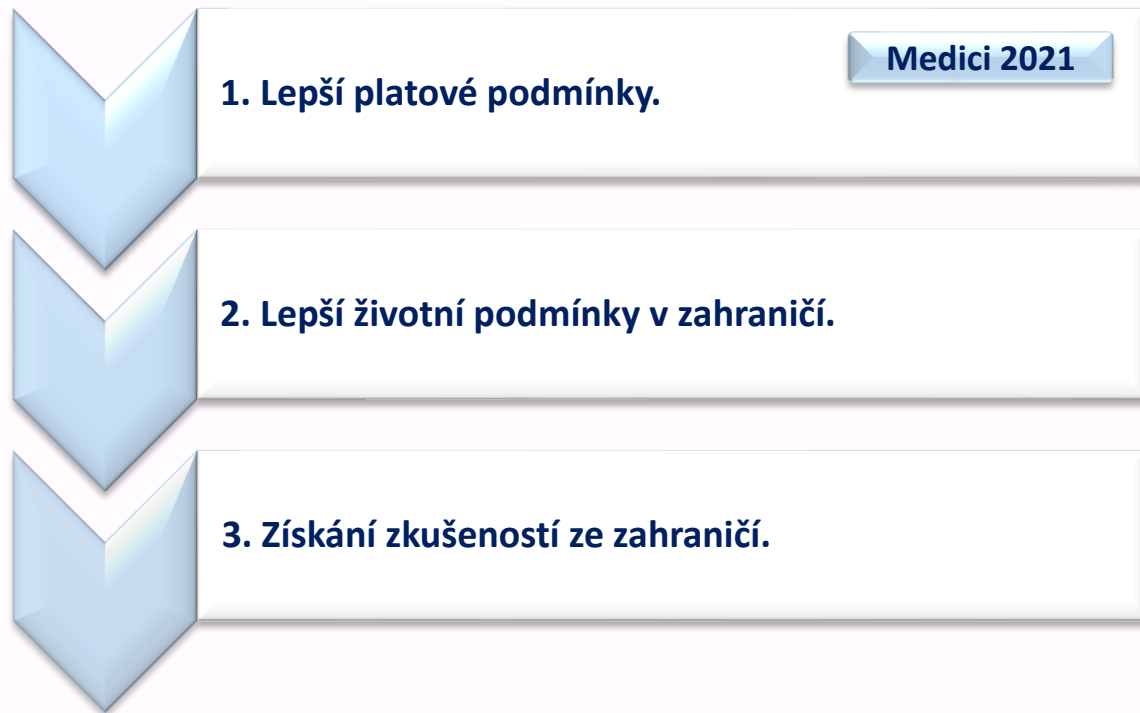 Medici 2021
1. Lepší platové podmínky.
2. Lepší životní podmínky v zahraničí.
3. Získání zkušeností ze zahraničí.